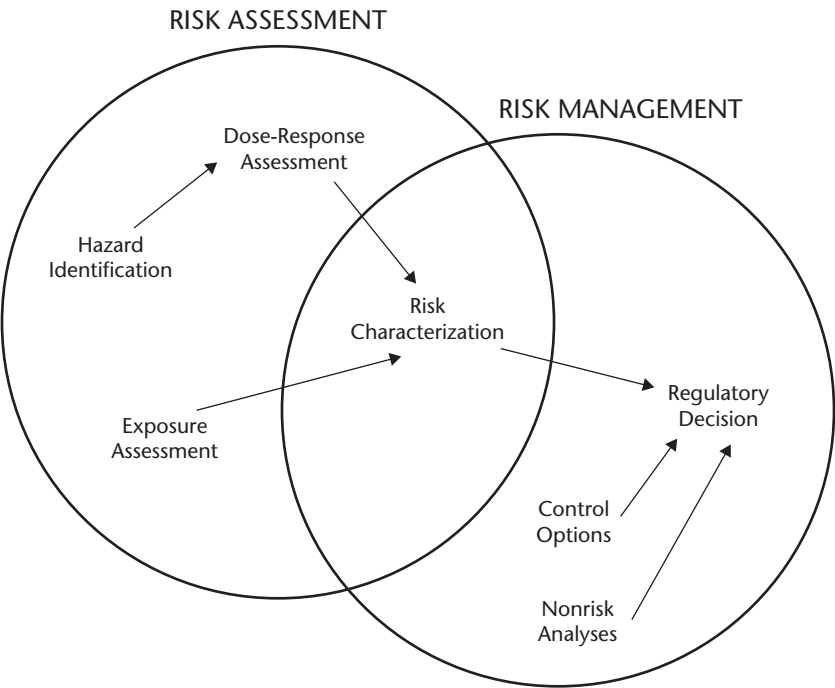 RISK ASSESSMENT
RISK MANAGEMENT
Dose-Response
Assessment
Hazard
Identification
Risk
Characterization
Regulatory
Decision
Exposure
Assessment
Control
Options
Nonrisk
Analyses